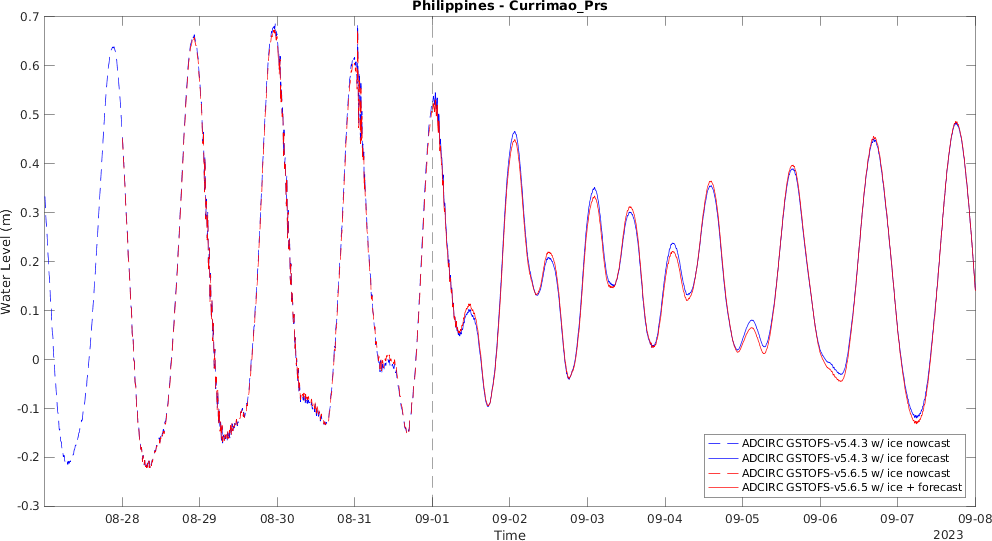 Philippines - Currimao_Prs
Water Level (m)
0.7
0.6
0.5
0.4
0.3
0.2
0.1
0
-0.1
-0.2
-0.3
ADCIRC GSTOFS-v5.4.3 w/ ice nowcast
ADCIRC GSTOFS-v5.4.3 w/ ice forecast
ADCIRC GSTOFS-v5.6.5 w/ ice nowcast
ADCIRC GSTOFS-v5.6.5 w/ ice + forecast
08-28 08-29 08-30 08-31 09-01 09-02 09-03 09-04 09-05 09-06 09-07 09-08
Time
2023